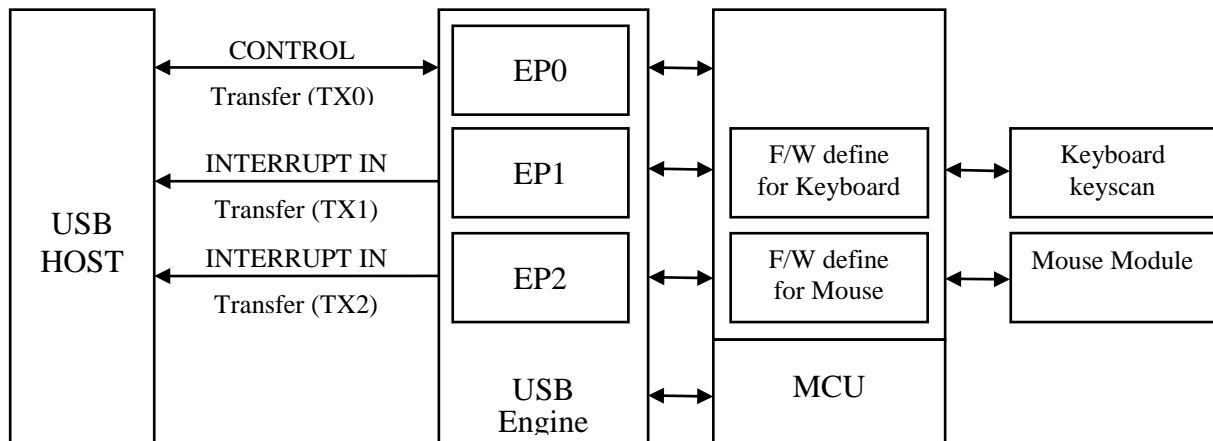 CONTROL
Transfer (TX0)
INTERRUPT IN
Transfer (TX1)
INTERRUPT IN
Transfer (TX2)
USB
HOST
EP0
EP1
EP2
USB
Engine
F/W define
for Keyboard
F/W define
for Mouse
MCU
Keyboard
keyscan
Mouse Module